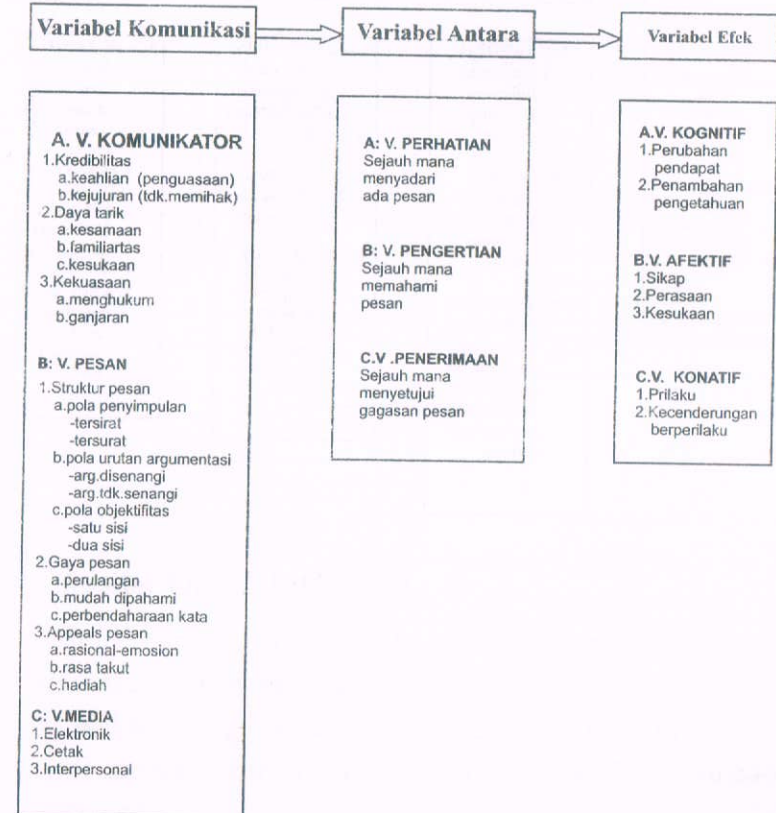 Variabel Komunikasi
Variabel Antara
Variabel Efek
A. V. KOMUNIKATOR
1.Kredibilitas
a.keahlian (penguasaan)
b.kejujuran (tdk.memihak)
2.Daya tarik
a.kesamaan
b.familiartas
c.kesukaan
3.Kekuasaan
a.menghukum
b.ganjaran
B: V. PESAN
1.Struktur pesan
a.pola penyimpulan
-tersirat
-tersurat
b.pola urutan argumentasi
-arg.disenangi
-arg.tdk.senangi
c.pola objektifitas
-satu sisi
-dua sisi
2.Gaya pesan
a.perulangan
b.mudah dipahami
c.perbendaharaan kata
3.Appeals pesan
a.rasional-emosion
b.rasa takut
c.hadiah
C: V.MEDIA
1.Elektronik
2.Cetak
3.Interpersonal
A: V. PERHATIAN
Sejauh mana
menyadari
ada pesan
B: V. PENGERTIAN
Sejauh mana
memahami
pesan
C.V .PENERIMAAN
Sejauh mana
menyetujui
gagasan pesan
A.V. KOGNITIF
1.Perubahan
pendapat
2.Penambahan
pengetahuan
B.V. AFEKTIF
1.Sikap
2.Perasaan
3.Kesukaan
C.V. KONATIF
1.Prilaku
2.Kecenderungan
berperilaku